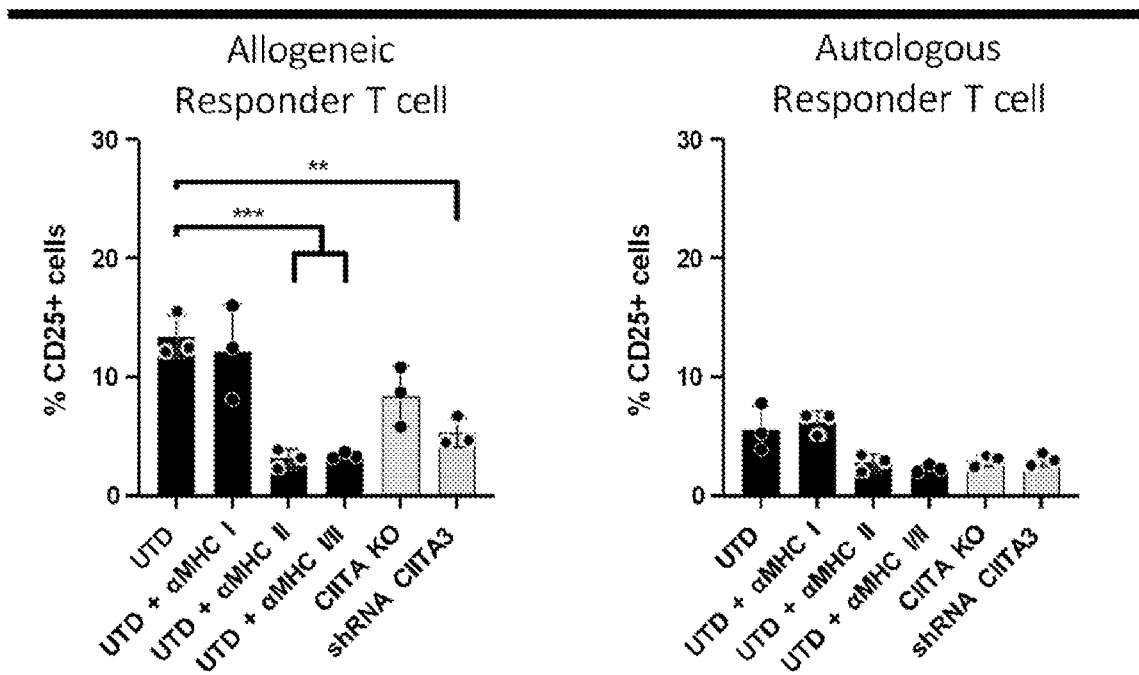 Allogeneic
Responder T cell
30
20
10
0
% CD25+ cells
**
***
UTD
UTD + αMHC I
UTD + αMHC II
UTD + αMHC I/II
CIITA KO
shRNA CIITA3
Autologous
Responder T cell
30
20
10
0
% CD25+ cells
UTD
UTD + αMHC I
UTD + αMHC II
UTD + αMHC I/II
CIITA KO
shRNA CIITA3